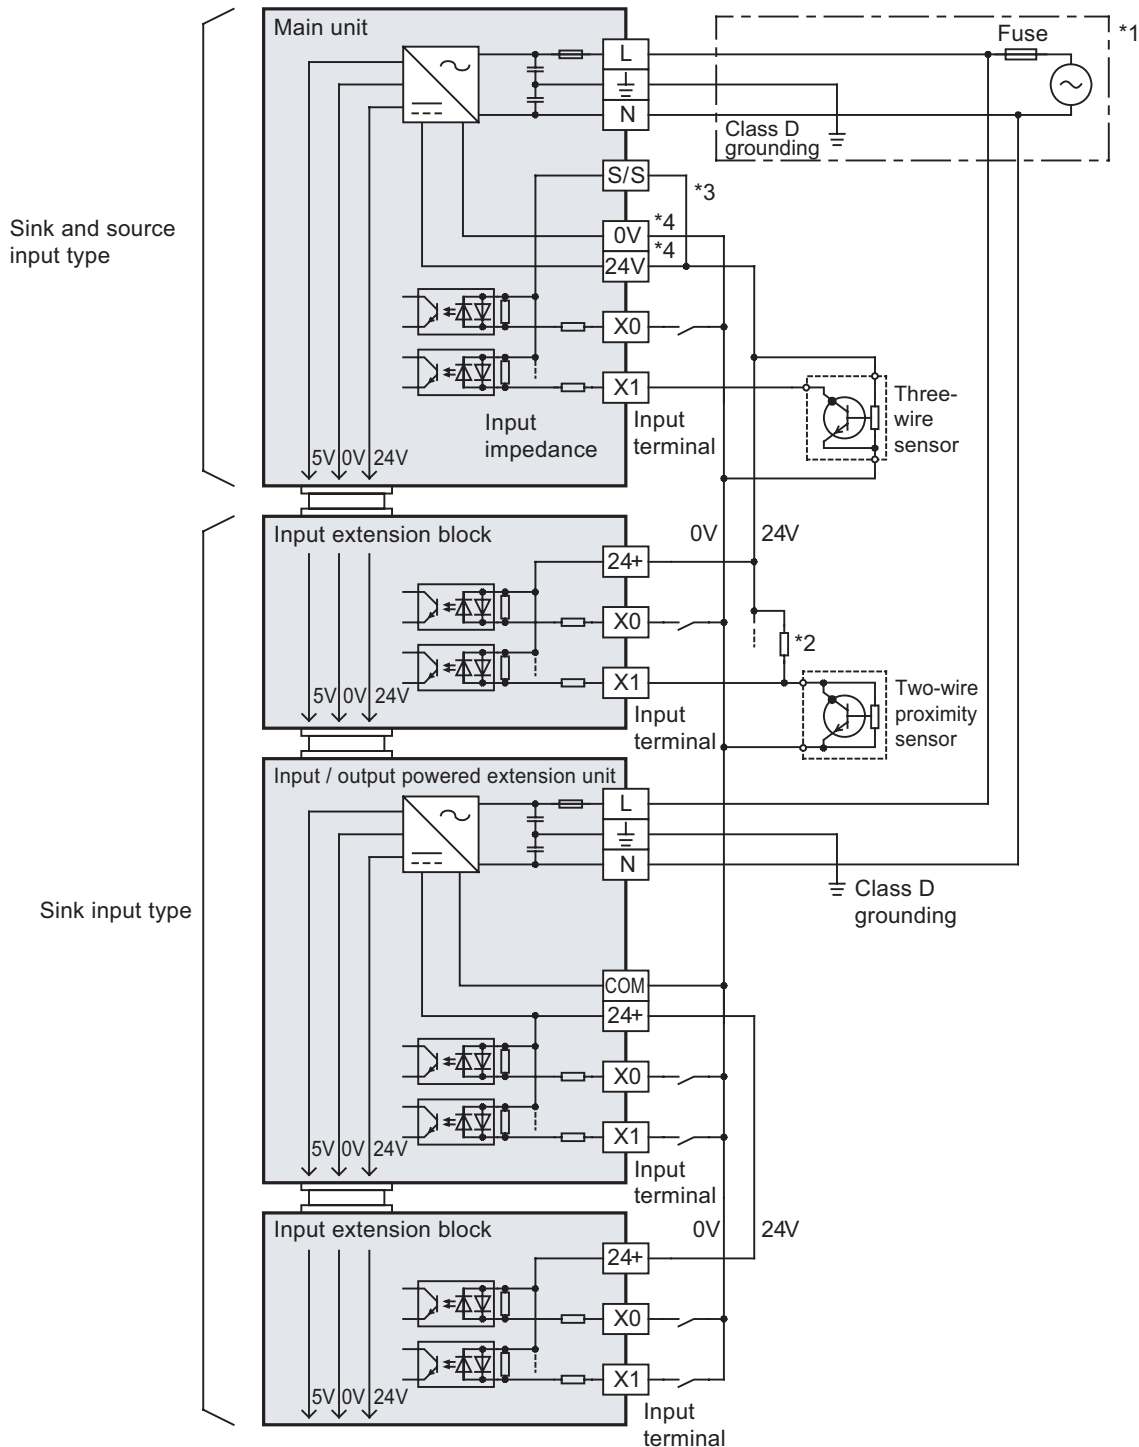 Main unit
Fuse
*1
L
N
Class D
grounding
S/S
*3
0V
*4
24V
*4
Sink and source
input type
X0
X1
Input
impedance
Input
terminal
Three-
wire
sensor
5V
0V
24V
Input extension block
0V
24V
24+
X0
*2
X1
Input
terminal
Two-wire
proximity
sensor
5V
0V
24V
Input / output powered extension unit
L
N
Class D
grounding
Sink input type
COM
24+
X0
X1
Input
terminal
5V
0V
24V
Input extension block
0V
24V
24+
X0
X1
5V
0V
24V
Input
terminal